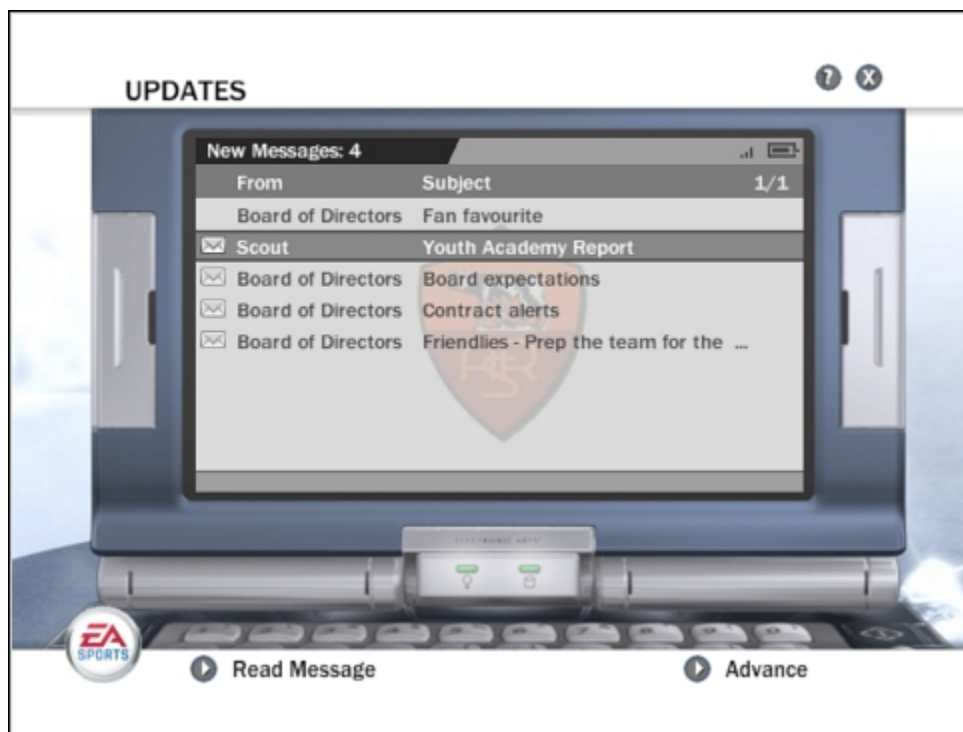 UPDATES
? X
New Messages: 4
From Subject 1/1
Board of Directors Fan favourite
Scout Youth Academy Report
Board of Directors Board expectations
Board of Directors Contract alerts
Board of Directors Friendlies - Prep the team for the ...
ELECTRONIC ARTS
EA
SPORTS
Read Message Advance